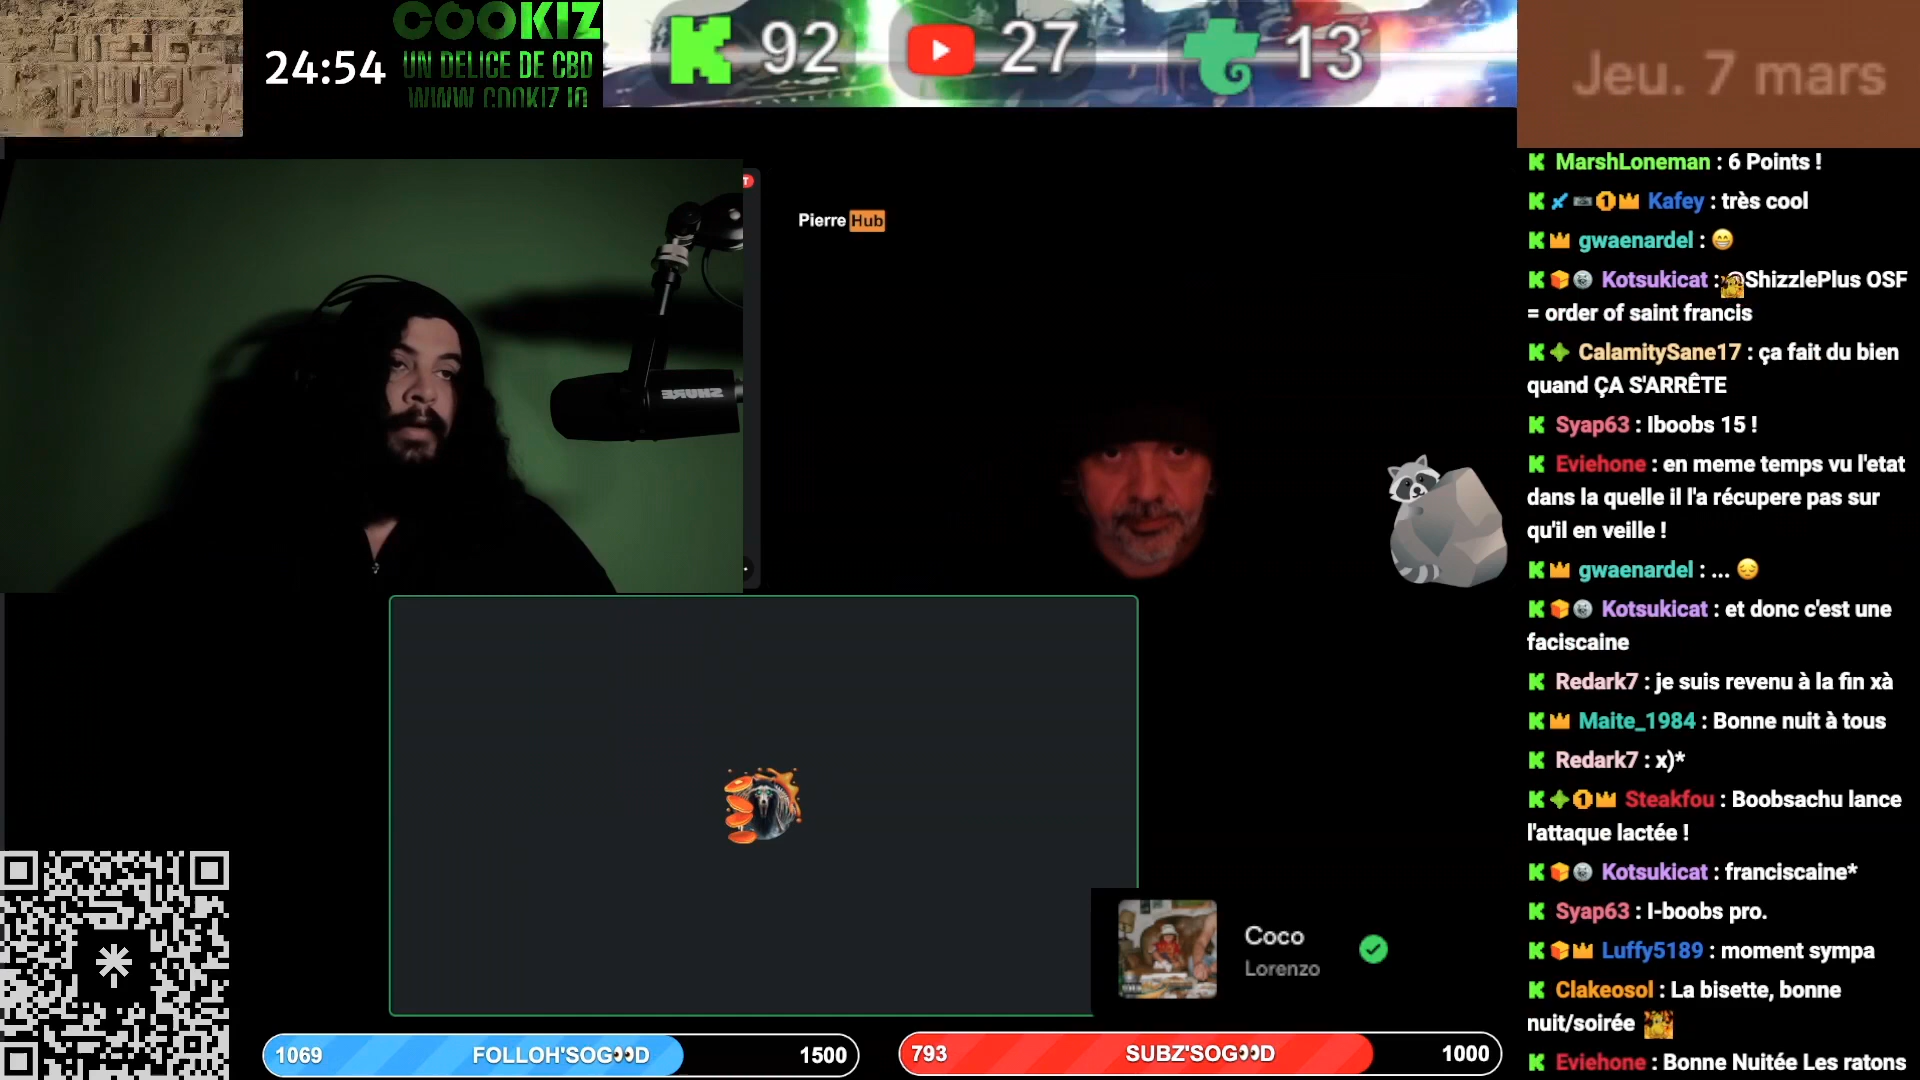 24:54
COOKIZ
UN DELICE DE CBD
WWW.COOKIZ.IO
92
27
13
Jeu. 7 mars
PierreHub
SHURE
MarshLoneman : 6 Points !
Kafey : très cool
gwaenardel : 😁
Kotsukicat : @ShizzlePlus OSF
= order of saint francis
CalamitySane17 : ça fait du bien
quand ÇA S'ARRÊTE
Syap63 : Iboobs 15 !
Eviehone : en meme temps vu l'etat
dans la quelle il l'a récupere pas sur
qu'il en veille !
gwaenardel : ... 😔
Kotsukicat : et donc c'est une
faciscaine
Redark7 : je suis revenu à la fin xà
Maite_1984 : Bonne nuit à tous
Redark7 : x)*
Steakfou : Boobsachu lance
l'attaque lactée !
Kotsukicat : franciscaine*
Syap63 : I-boobs pro.
Luffy5189 : moment sympa
Clakeosol : La bisette, bonne
nuit/soirée
Eviehone : Bonne Nuitée Les ratons
Coco
Lorenzo
1069 FOLLOH'SOG👀D 1500
793 SUBZ'SOG👀D 1000